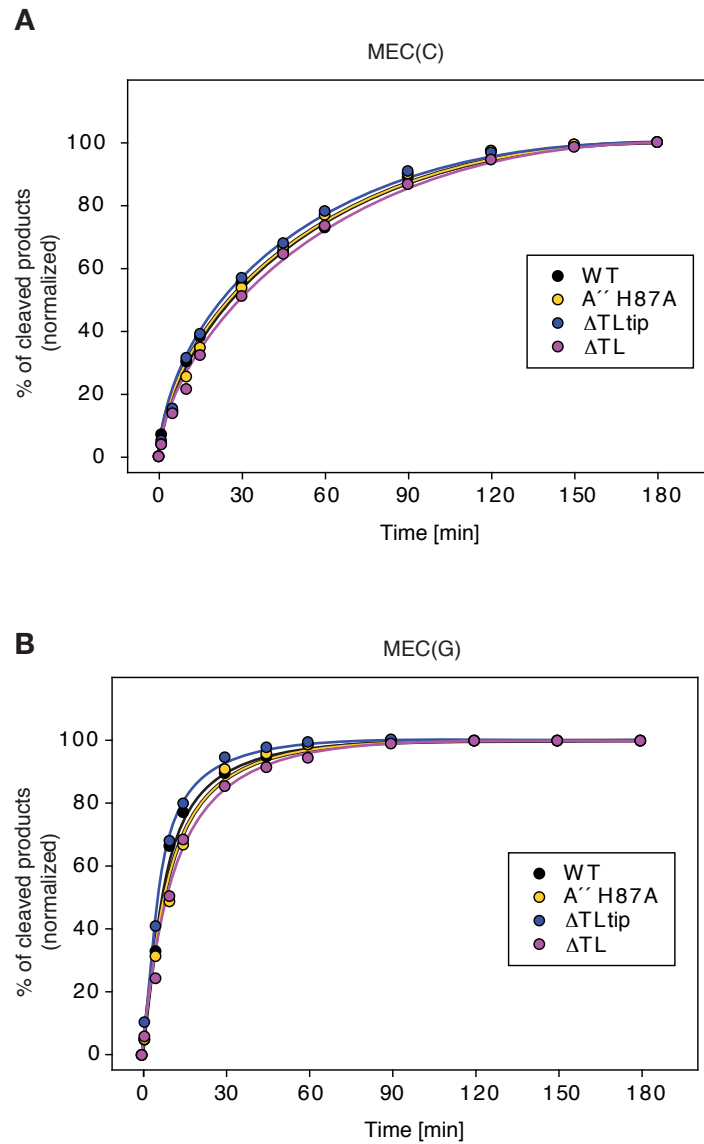 A
MEC(C)
% of cleaved products
(normalized)
100
80
60
40
20
0
WT
A´´ H87A
ΔTLtip
ΔTL
0 30 60 90 120 150 180
Time [min]
B
MEC(G)
% of cleaved products
(normalized)
100
80
60
40
20
0
WT
A´´ H87A
ΔTLtip
ΔTL
0 30 60 90 120 150 180
Time [min]